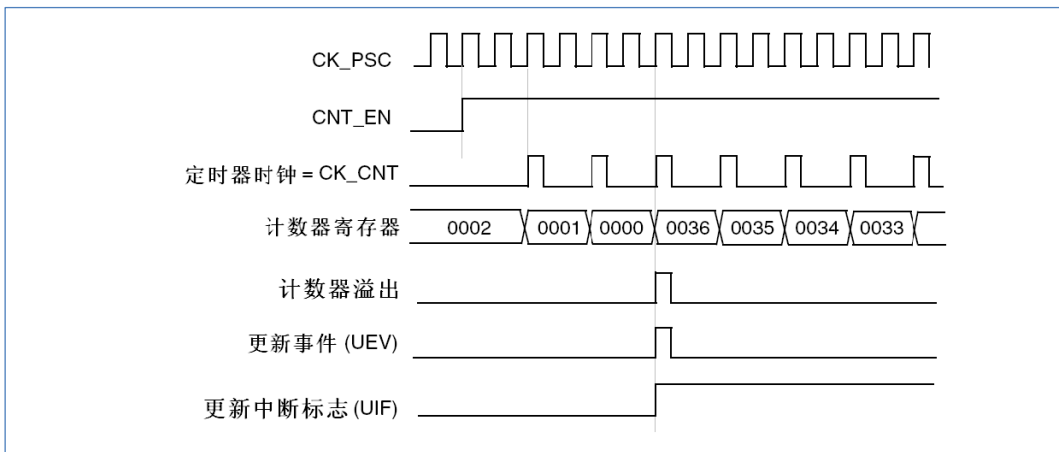 CK_PSC
CNT_EN
定时器时钟 = CK_CNT
计数器寄存器 0002 0001 0000 0036 0035 0034 0033
计数器溢出
更新事件 (UEV)
更新中断标志 (UIF)